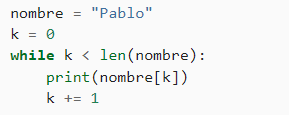 nombre = "Pablo"
k = 0
while k < len(nombre):
    print(nombre[k])
    k += 1